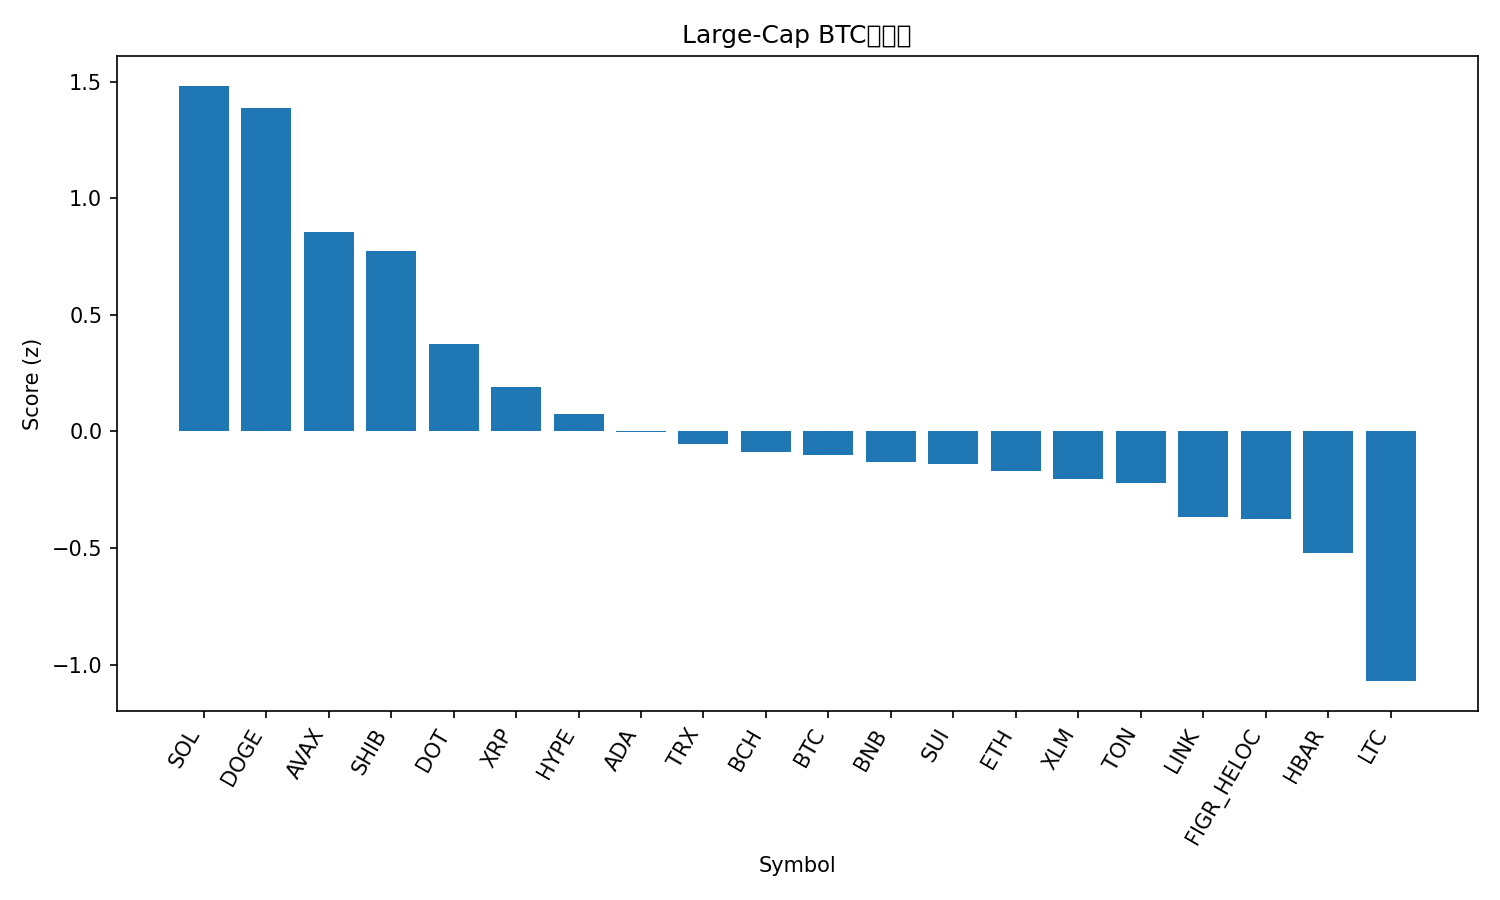 Large-Cap BTC
Score (z)
1.5
1.0
0.5
0.0
−0.5
−1.0
SOL
DOGE
AVAX
SHIB
DOT
XRP
HYPE
ADA
TRX
BCH
BTC
BNB
SUI
ETH
XLM
TON
LINK
FIGR_HELOC
HBAR
LTC
Symbol